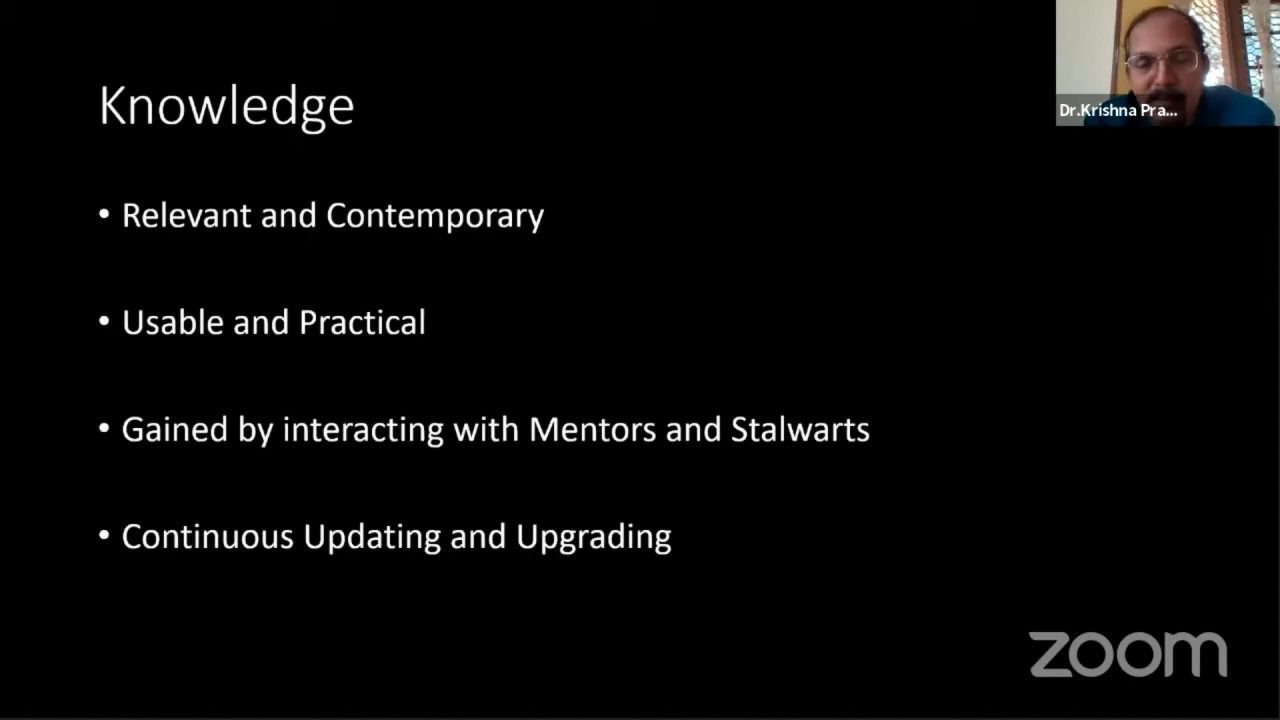 Knowledge
Dr.Krishna Pra...
• Relevant and Contemporary
• Usable and Practical
• Gained by interacting with Mentors and Stalwarts
• Continuous Updating and Upgrading
zoom